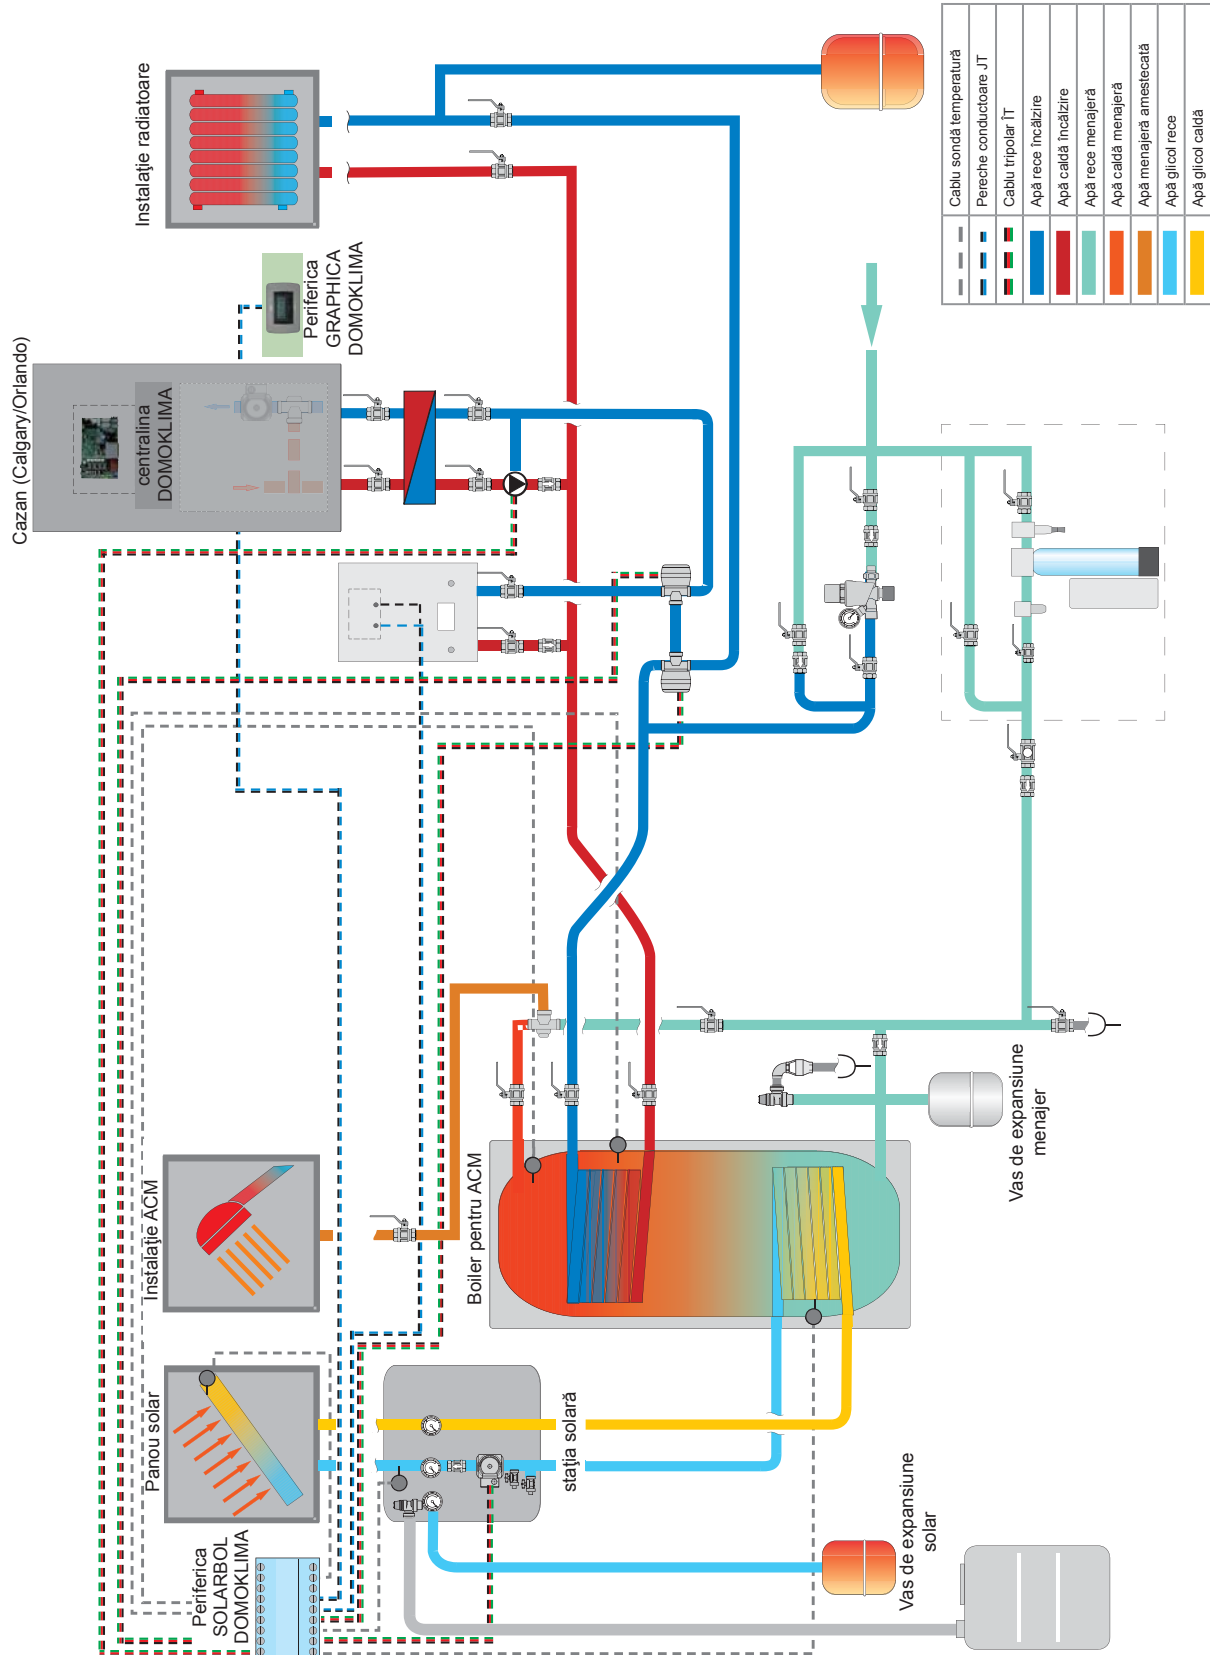 Cazan (Calgary/Orlando)
Instalaţie radiatoare
Periferica
GRAPHICA
DOMOKLIMA
centralina
DOMOKLIMA
Instalaţie ACM
Panou solar
Periferica
SOLARBOL
DOMOKLIMA
Boiler pentru ACM
staţia solară
Vas de expansiune
solar
Vas de expansiune
menajer
Cablu sondă temperatură
Pereche conductoare JT
Cablu tripolar ÎT
Apă rece încălzire
Apă caldă încălzire
Apă rece menajeră
Apă caldă menajeră
Apă menajeră amestecată
Apă glicol rece
Apă glicol caldă